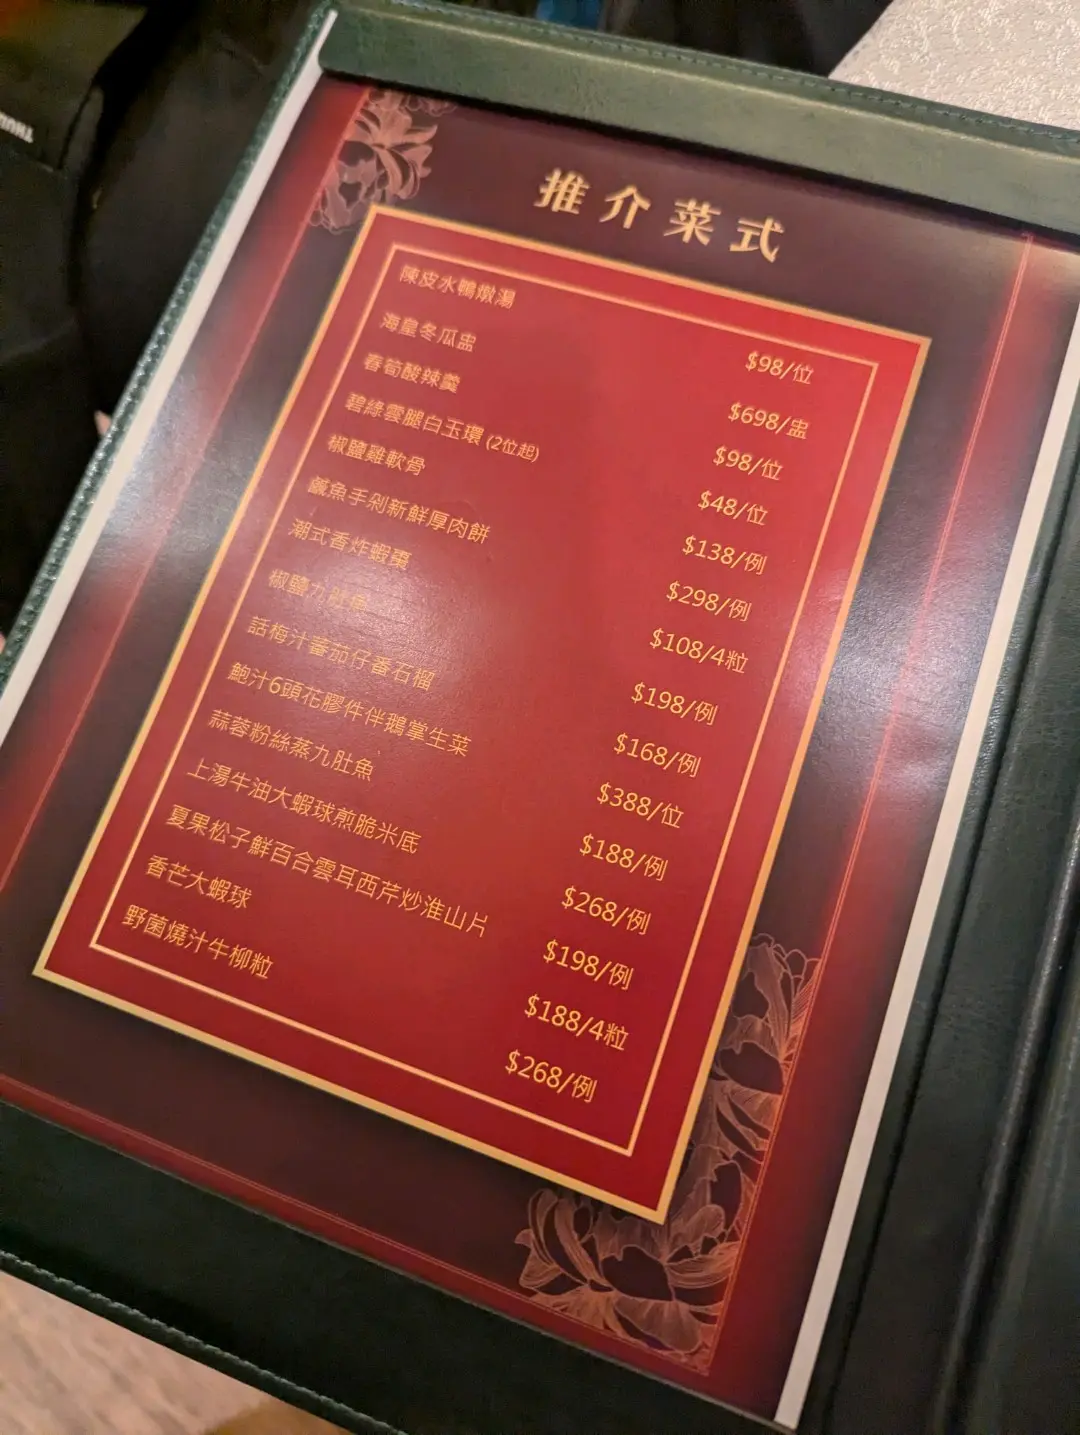 推介菜式
陳皮水鴨燉湯 $98/位
海皇冬瓜盅 $698/盅
春筍酸辣羹 $98/位
碧綠雲腿白玉環 (2位起) $48/位
椒鹽雞軟骨 $138/例
鹹魚手剁新鮮厚肉餅 $298/例
潮式香炸蝦棗 $108/4粒
椒鹽九肚魚 $198/例
話梅汁蕃茄仔番石榴 $168/例
鮑汁6頭花膠件伴鵝掌生菜 $388/位
蒜蓉粉絲蒸九肚魚 $188/例
上湯牛油大蝦球煎脆米底 $268/例
夏果松子鮮百合雲耳西芹炒淮山片 $198/例
香芒大蝦球 $188/4粒
野菌燒汁牛柳粒 $268/例